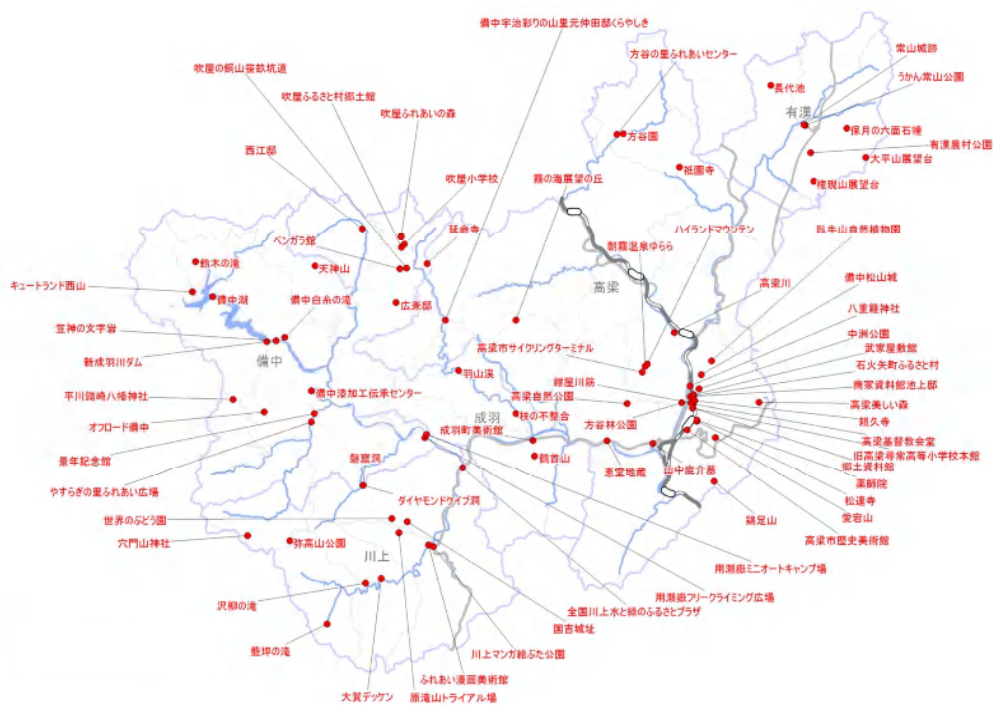 備中宇治彩りの山里元仲田邸くらやしき
常山城跡
方谷の里ふれあいセンター
吹屋の銅山笹畝坑道
うかん常山公園
長代池
吹屋ふるさと村郷土館
有漢
吹屋ふれあいの森
保月の六面石幢
方谷園
西江邸
有漢農村公園
大平山展望台
吹屋小学校
霧の海展望の丘
祇園寺
権現山展望台
延命寺
ハイランドマウンテン
臥牛山自然植物園
ベンガラ館
朝霧温泉ゆらら
鈴木の滝
天神山
備中松山城
キュートランド西山
高梁
高梁川
備中湖
備中白糸の滝
広兼邸
八重籬神社
笠神の文字岩
中洲公園
武家屋敷館
高梁市サイクリングターミナル
新成羽川ダム
備中
石火矢町ふるさと村
羽山渓
紺屋川筋
商家資料館池上邸
平川鋤崎八幡神社
備中漆加工伝承センター
高梁自然公園
高梁美しい森
オフロード備中
成羽
枝の不整合
方谷林公園
頼久寺
成羽町美術館
高梁基督教会堂
景年記念館
磐窟洞
鶴首山
恵堂地蔵
山中鹿介墓
旧高梁尋常高等小学校本館
郷土資料館
やすらぎの里ふれあい広場
薬師院
ダイヤモンドケイブ洞
松連寺
世界のぶどう園
鶏足山
愛宕山
穴門山神社
弥高山公園
高梁市歴史美術館
川上
用瀬嶽ミニオートキャンプ場
沢柳の滝
用瀬嶽フリークライミング広場
全国川上水と緑のふるさとプラザ
国吉城址
藍坪の滝
川上マンガ絵ぶた公園
ふれあい漫画美術館
大賀デッケン
原滝山トライアル場